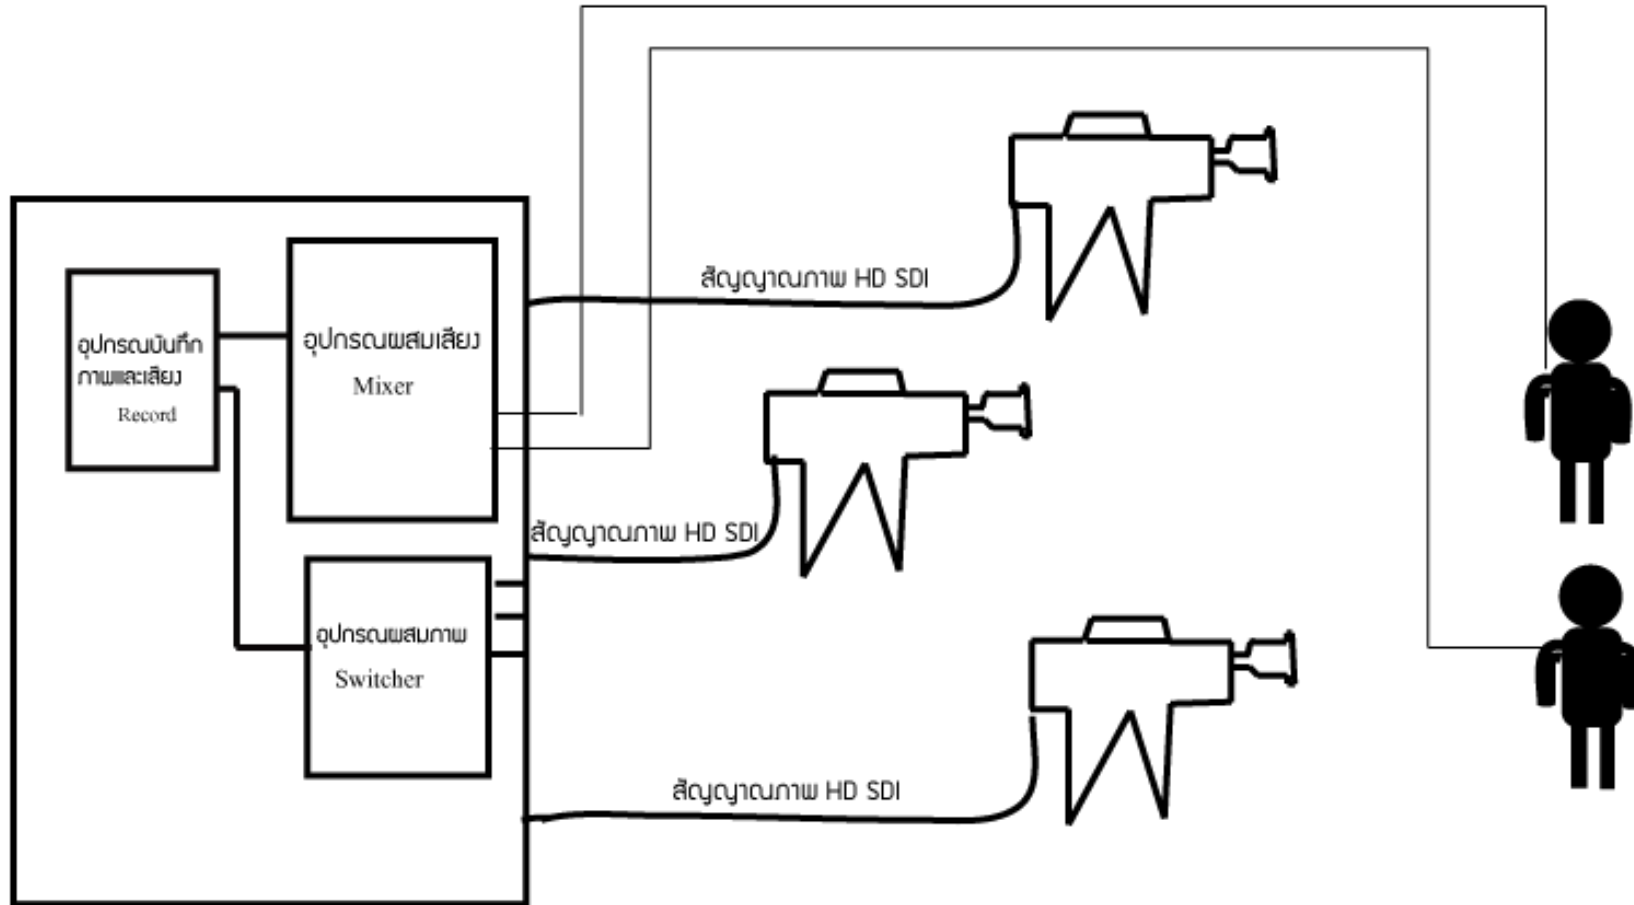 สัญญาณภาพ HD SDI
อุปกรณบันทึก
ภาพและเสียง
Record
อุปกรณผสมเสียง
Mixer
สัญญาณภาพ HD SDI
อุปกรณผสมภาพ
Switcher
สัญญาณภาพ HD SDI